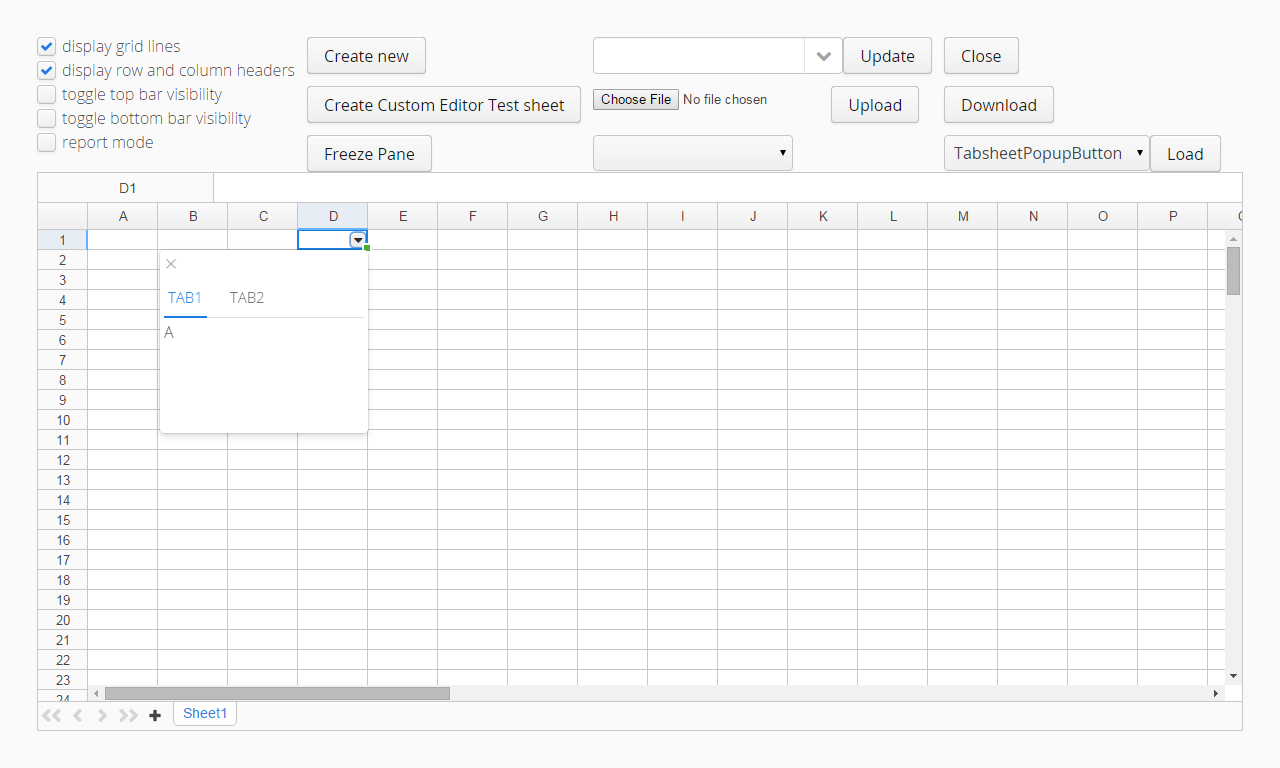 display grid lines
display row and column headers
toggle top bar visibility
toggle bottom bar visibility
report mode
Create new
Update
Close
Create Custom Editor Test sheet
Choose File No file chosen
Upload
Download
Freeze Pane
TabsheetPopupButton
Load
D1
A B C D E F G H I J K L M N O P
1
2
3
4
5
6
7
8
9
10
11
12
13
14
15
16
17
18
19
20
21
22
23
24
TAB1 TAB2
A
Sheet1